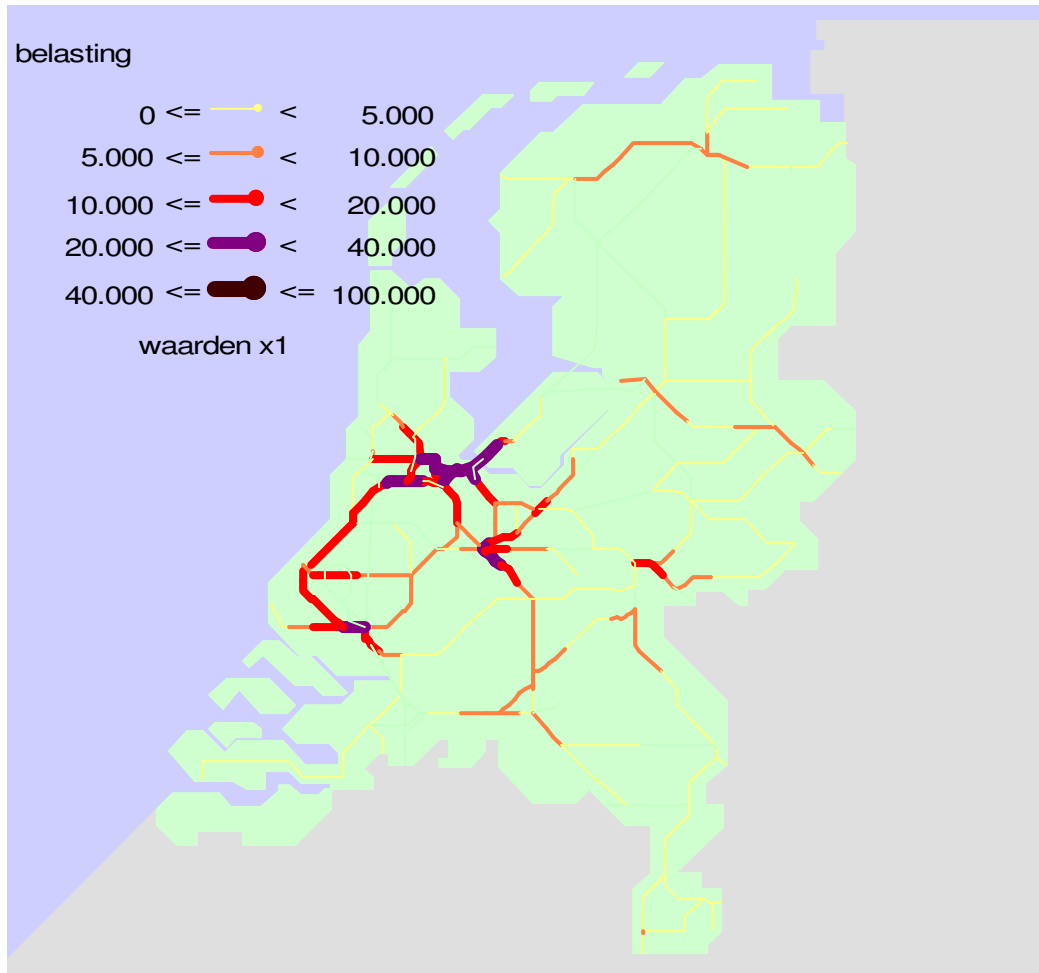 belasting
0 <= < 5.000
5.000 <= < 10.000
10.000 <= < 20.000
20.000 <= < 40.000
40.000 <= <= 100.000
waarden x1